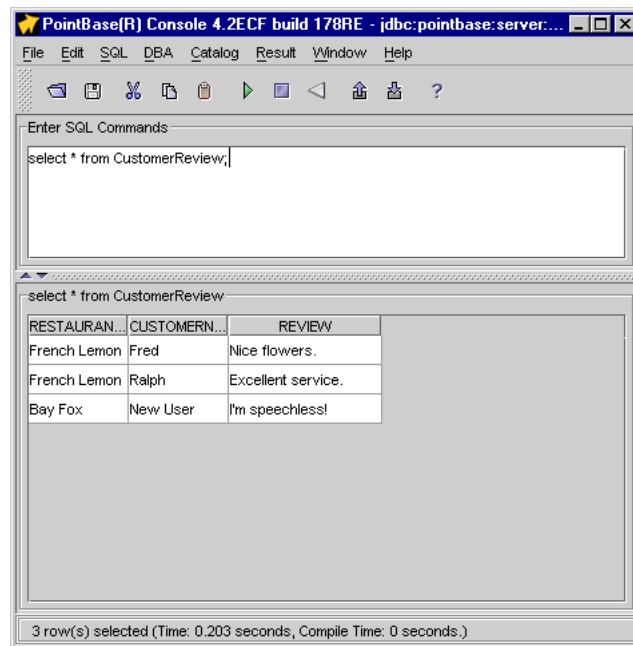 PointBase(R) Console 4.2ECF build 178RE - jdbc:pointbase:server:...
File Edit SQL DBA Catalog Result Window Help
?
Enter SQL Commands
select * from CustomerReview;
select * from CustomerReview
RESTAURAN... CUSTOMERN... REVIEW
French Lemon Fred Nice flowers.
French Lemon Ralph Excellent service.
Bay Fox New User I'm speechless!
3 row(s) selected (Time: 0.203 seconds, Compile Time: 0 seconds.)